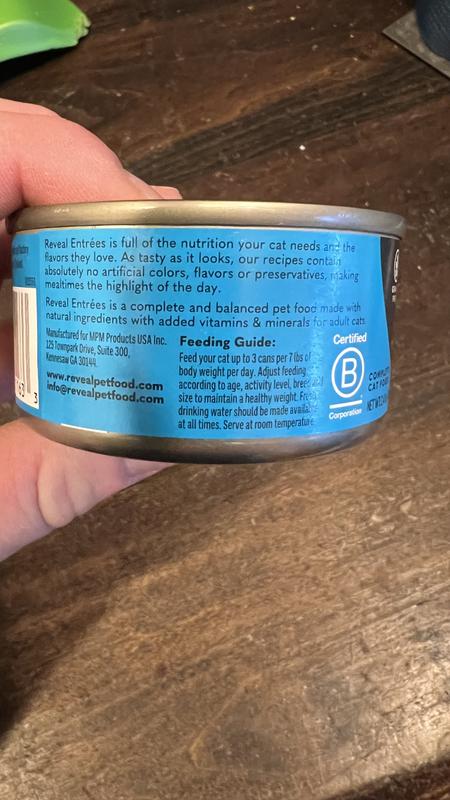 Reveal Entrées is full of the nutrition your cat needs and the
flavors they love. As tasty as it looks, our recipes contain
absolutely no artificial colors, flavors or preservatives, making
mealtimes the highlight of the day.
Reveal Entrées is a complete and balanced pet food made with
natural ingredients with added vitamins & minerals for adult cats.
Manufactured for MPM Products USA Inc.
125 Townpark Drive, Suite 300,
Kennesaw GA 30144.
www.revealpetfood.com
info@revealpetfood.com
Feeding Guide:
Feed your cat up to 3 cans per 7 lbs of
body weight per day. Adjust feeding
according to age, activity level, breed and
size to maintain a healthy weight. Fresh
drinking water should be made available
at all times. Serve at room temperature.
Certified
B
Corporation
CAT FOOD
NET WT
3